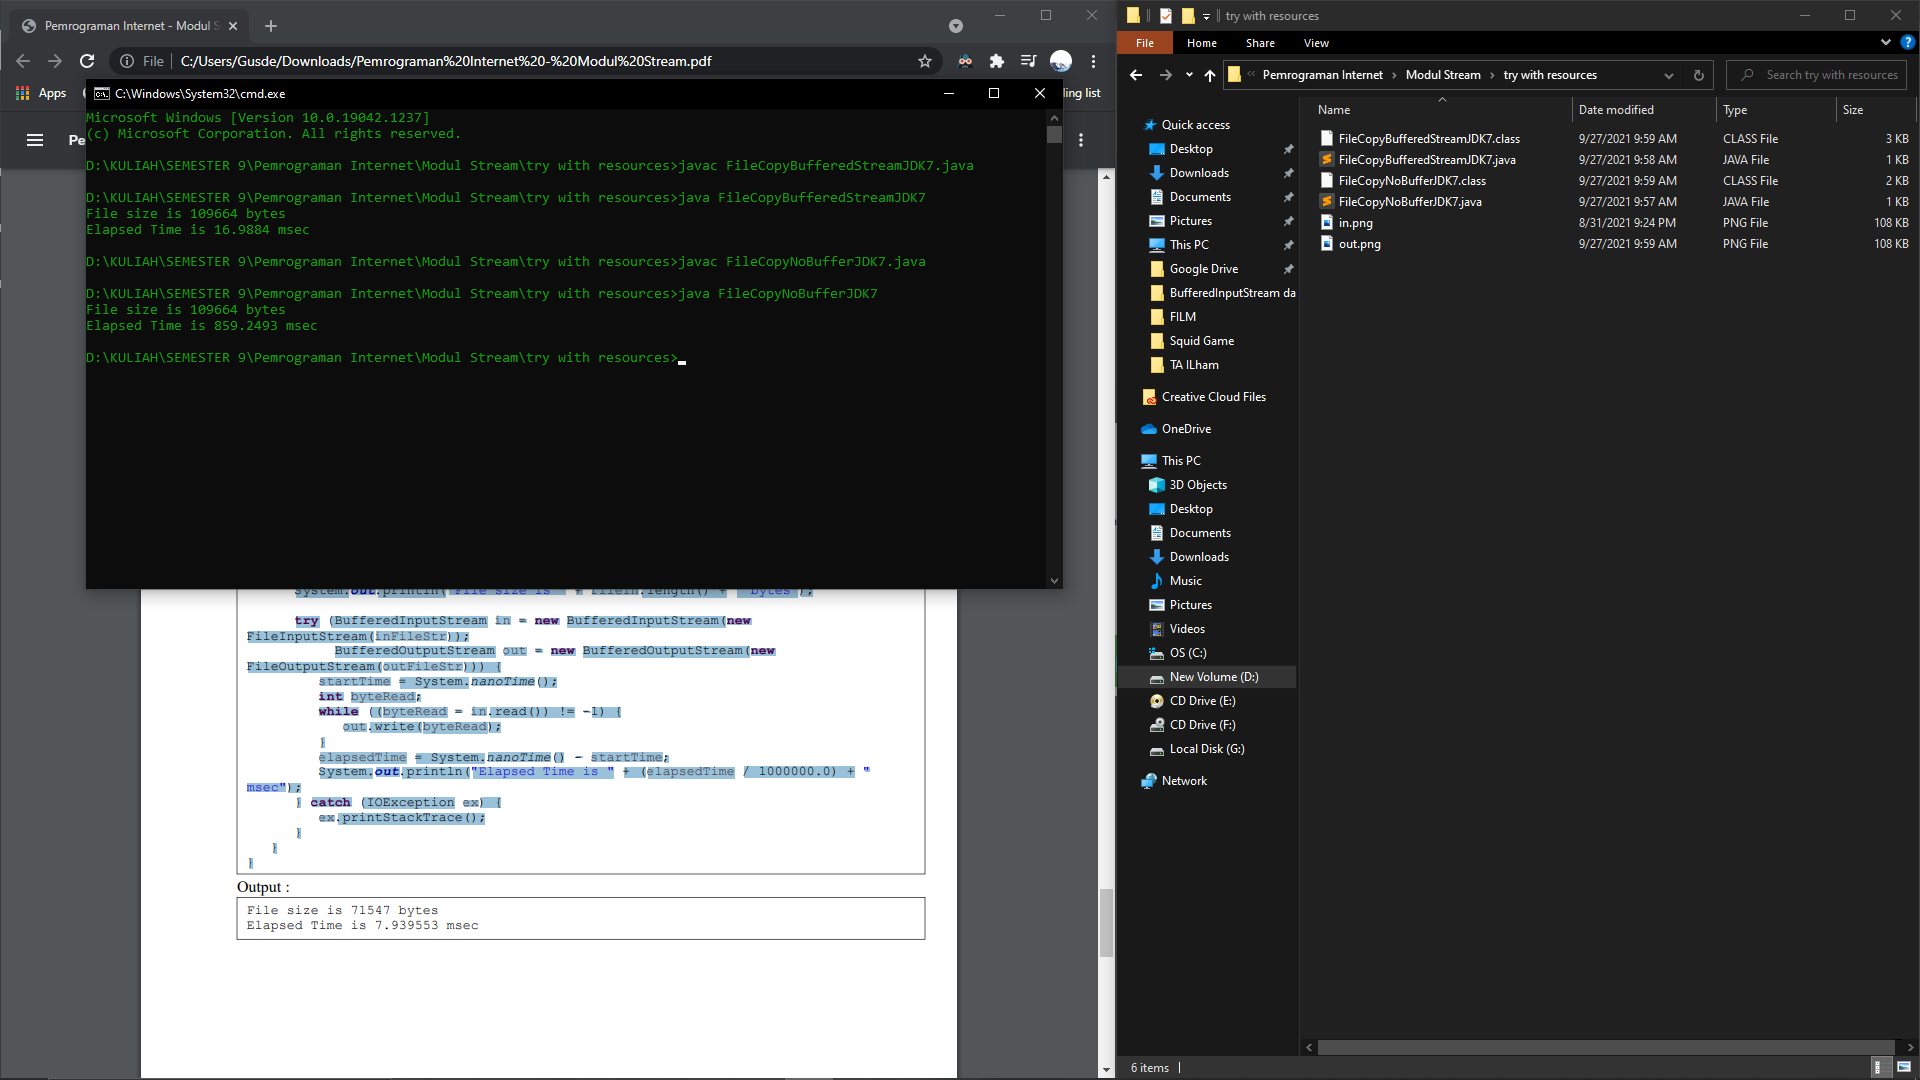 Pemrograman Internet - Modul S
File
C:/Users/Gusde/Downloads/Pemrograman%20Internet%20-%20Modul%20Stream.pdf
Apps
ling list
Pe
C:\Windows\System32\cmd.exe
Microsoft Windows [Version 10.0.19042.1237]
(c) Microsoft Corporation. All rights reserved.
D:\KULIAH\SEMESTER 9\Pemrograman Internet\Modul Stream\try with resources>javac FileCopyBufferedStreamJDK7.java
D:\KULIAH\SEMESTER 9\Pemrograman Internet\Modul Stream\try with resources>java FileCopyBufferedStreamJDK7
File size is 109664 bytes
Elapsed Time is 16.9884 msec
D:\KULIAH\SEMESTER 9\Pemrograman Internet\Modul Stream\try with resources>javac FileCopyNoBufferJDK7.java
D:\KULIAH\SEMESTER 9\Pemrograman Internet\Modul Stream\try with resources>java FileCopyNoBufferJDK7
File size is 109664 bytes
Elapsed Time is 859.2493 msec
D:\KULIAH\SEMESTER 9\Pemrograman Internet\Modul Stream\try with resources>
System.out.println("File size is " + fileIn.length() + " bytes");
try (BufferedInputStream in = new BufferedInputStream(new
FileInputStream(inFileStr));
BufferedOutputStream out = new BufferedOutputStream(new
FileOutputStream(outFileStr))) {
startTime = System.nanoTime();
int byteRead;
while ((byteRead = in.read()) != -1) {
out.write(byteRead);
}
elapsedTime = System.nanoTime() - startTime;
System.out.println("Elapsed Time is " + (elapsedTime / 1000000.0) + "
msec");
} catch (IOException ex) {
ex.printStackTrace();
}
}
}
Output :
File size is 71547 bytes
Elapsed Time is 7.939553 msec
try with resources
File Home Share View
Pemrograman Internet > Modul Stream > try with resources
Search try with resources
Quick access
Desktop
Downloads
Documents
Pictures
This PC
Google Drive
BufferedInputStream da
FILM
Squid Game
TA ILham
Creative Cloud Files
OneDrive
This PC
3D Objects
Desktop
Documents
Downloads
Music
Pictures
Videos
OS (C:)
New Volume (D:)
CD Drive (E:)
CD Drive (F:)
Local Disk (G:)
Network
Name Date modified Type Size
FileCopyBufferedStreamJDK7.class 9/27/2021 9:59 AM CLASS File 3 KB
FileCopyBufferedStreamJDK7.java 9/27/2021 9:58 AM JAVA File 1 KB
FileCopyNoBufferJDK7.class 9/27/2021 9:59 AM CLASS File 2 KB
FileCopyNoBufferJDK7.java 9/27/2021 9:57 AM JAVA File 1 KB
in.png 8/31/2021 9:24 PM PNG File 108 KB
out.png 9/27/2021 9:59 AM PNG File 108 KB
6 items